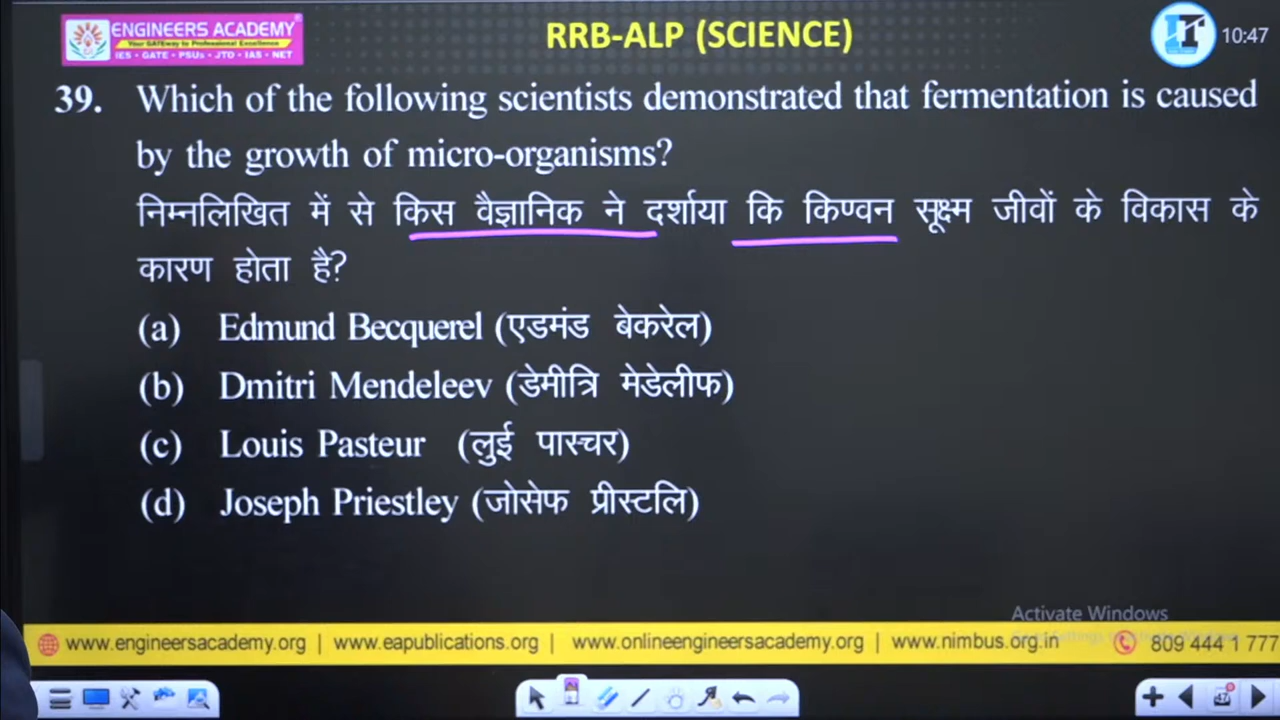 ENGINEERS ACADEMY
Your GATEway to Professional Excellence
IES • GATE • PSUs • JTO • IAS • NET
RRB-ALP (SCIENCE)
10:47
39. Which of the following scientists demonstrated that fermentation is caused
by the growth of micro-organisms?
निम्नलिखित में से किस वैज्ञानिक ने दर्शाया कि किण्वन सूक्ष्म जीवों के विकास के
कारण होता है?
(a) Edmund Becquerel (एडमंड बेकरेल)
(b) Dmitri Mendeleev (डेमीत्रि मेडेलीफ)
(c) Louis Pasteur (लुई पास्चर)
(d) Joseph Priestley (जोसेफ प्रीस्टलि)
Activate Windows
www.engineersacademy.org | www.eapublications.org | www.onlineengineersacademy.org | www.nimbus.org.in 809 444 1 777